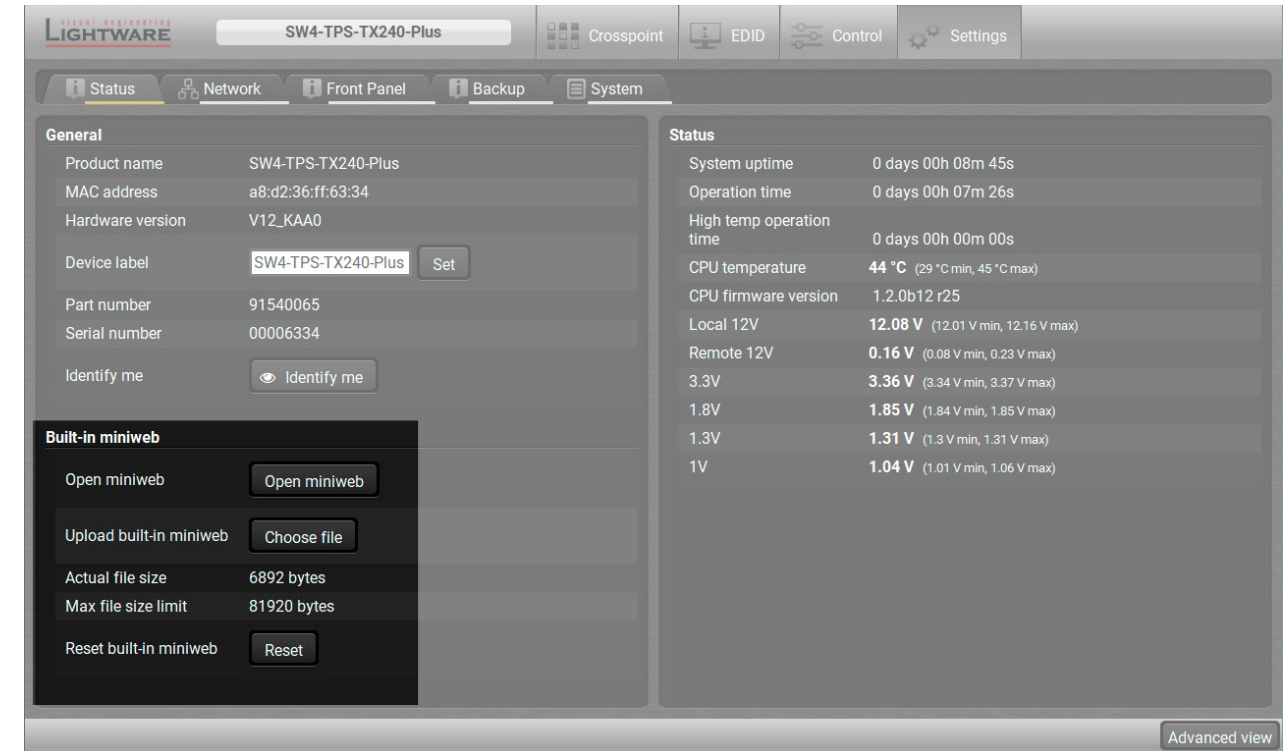 visual engineering
LIGHTWARE
SW4-TPS-TX240-Plus
Crosspoint
EDID
Control
Settings
Status
Network
Front Panel
Backup
System
General
Product name SW4-TPS-TX240-Plus
MAC address a8:d2:36:ff:63:34
Hardware version V12_KAA0
Device label SW4-TPS-TX240-Plus Set
Part number 91540065
Serial number 00006334
Identify me Identify me
Built-in miniweb
Open miniweb Open miniweb
Upload built-in miniweb Choose file
Actual file size 6892 bytes
Max file size limit 81920 bytes
Reset built-in miniweb Reset
Status
System uptime 0 days 00h 08m 45s
Operation time 0 days 00h 07m 26s
High temp operation
time 0 days 00h 00m 00s
CPU temperature 44 °C (29 °C min, 45 °C max)
CPU firmware version 1.2.0b12 r25
Local 12V 12.08 V (12.01 V min, 12.16 V max)
Remote 12V 0.16 V (0.08 V min, 0.23 V max)
3.3V 3.36 V (3.34 V min, 3.37 V max)
1.8V 1.85 V (1.84 V min, 1.85 V max)
1.3V 1.31 V (1.3 V min, 1.31 V max)
1V 1.04 V (1.01 V min, 1.06 V max)
Advanced view